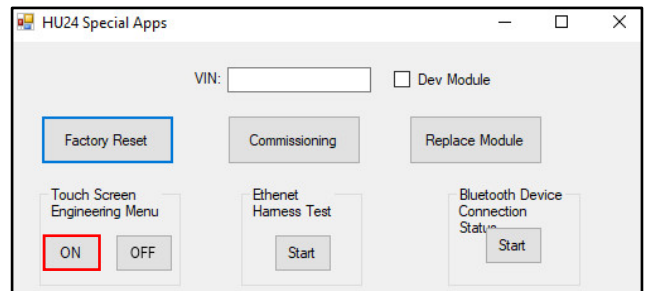 HU24 Special Apps
VIN:
Dev Module
Factory Reset
Commissioning
Replace Module
Touch Screen
Engineering Menu
ON
OFF
Ethenet
Harness Test
Start
Bluetooth Device
Connection
Status
Start